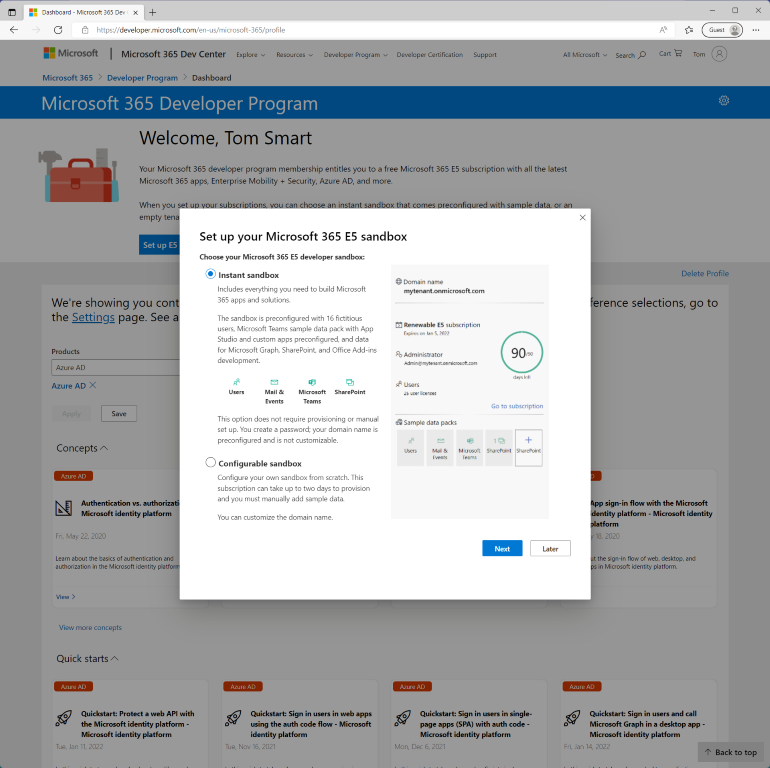 Dashboard - Microsoft 365 Dev
https://developer.microsoft.com/en-us/microsoft-365/profile
Guest
Microsoft
Microsoft 365 Dev Center
Explore
Resources
Developer Program
Developer Certification
Support
All Microsoft
Search
Cart
Tom
Microsoft 365 > Developer Program > Dashboard
Microsoft 365 Developer Program
Welcome, Tom Smart
Your Microsoft 365 developer program membership entitles you to a free Microsoft 365 E5 subscription with all the latest
Microsoft 365 apps, Enterprise Mobility + Security, Azure AD, and more.
When you set up your subscriptions, you can choose an instant sandbox that comes preconfigured with sample data, or an
empty
Set up E5
Delete Profile
We're showing you
ference selections, go to
the Settings page. See a
Products
Azure AD
Azure AD ×
Apply
Save
Concepts
Azure AD
Authentication vs.
Microsoft identity platform
Fri, May 22, 2020
Learn about the basics of authentication and
authorization in the Microsoft identity platform
View >
App sign-in flow with the Microsoft
identity platform - Microsoft identity
platform
2020
ut the sign-in flow of web, desktop, and
in Microsoft identity platform.
View more concepts
Set up your Microsoft 365 E5 sandbox
Choose your Microsoft 365 E5 developer sandbox:
Instant sandbox
Includes everything you need to build Microsoft
365 apps and solutions.
The sandbox is preconfigured with 16 fictitious
users, Microsoft Teams sample data pack with App
Studio and custom apps preconfigured, and data
for Microsoft Graph, SharePoint, and Office Add-ins
development.
Users
Mail &
Events
Microsoft
Teams
SharePoint
This option does not require provisioning or manual
set up. You create a password; your domain name is
preconfigured and is not customizable.
Configurable sandbox
Configure your own sandbox from scratch. This
subscription can take up to two days to provision
and you must manually add sample data.
You can customize the domain name.
Domain name
mytenant.onmicrosoft.com
Renewable E5 subscription
Expires on Jan 5, 2022
Administrator
Admin@mytenant.onmicrosoft.com
Users
25 user licenses
90/90
days left
Go to subscription
Sample data packs
Users
Mail &
Events
Microsoft
Teams
SharePoint
SharePoint
Next
Later
Quick starts
Azure AD
Quickstart: Protect a web API with
the Microsoft identity platform -
Microsoft identity platform
Tue, Jan 11, 2022
Azure AD
Quickstart: Sign in users in web apps
using the auth code flow - Microsoft
identity platform
Tue, Nov 16, 2021
Azure AD
Quickstart: Sign in users in single-
page apps (SPA) with auth code -
Microsoft identity platform
Mon, Dec 6, 2021
Azure AD
Quickstart: Sign in users and call
Microsoft Graph in a desktop app -
Microsoft identity platform
Fri, Jan 14, 2022
Back to top